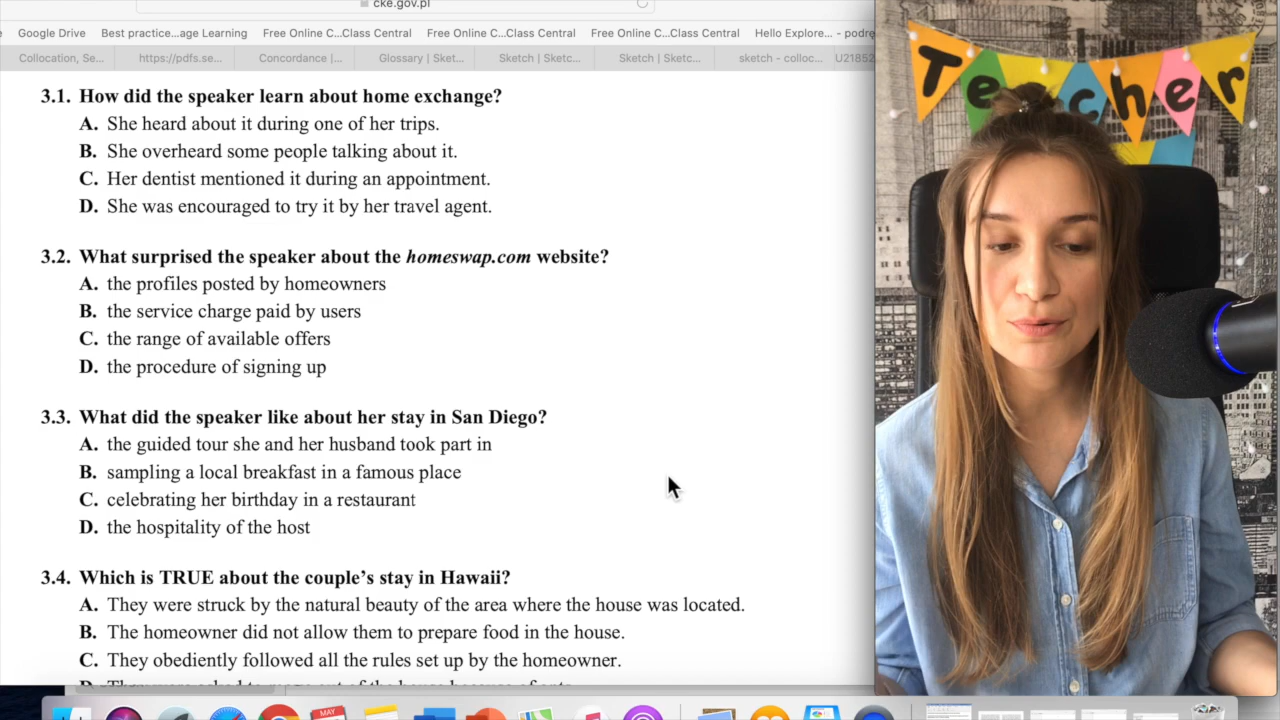 cke.gov.pl
Google Drive Best practice...age Learning Free Online C...Class Central Free Online C...Class Central Free Online C...Class Central Hello Explore... - podrę
Collocation, Se... https://pdfs.se... Concordance |... Glossary | Sket... Sketch | Sketc... Sketch | Sketc... sketch - colloc... U2185
Teacher
3.1. How did the speaker learn about home exchange?
A. She heard about it during one of her trips.
B. She overheard some people talking about it.
C. Her dentist mentioned it during an appointment.
D. She was encouraged to try it by her travel agent.
3.2. What surprised the speaker about the homeswap.com website?
A. the profiles posted by homeowners
B. the service charge paid by users
C. the range of available offers
D. the procedure of signing up
3.3. What did the speaker like about her stay in San Diego?
A. the guided tour she and her husband took part in
B. sampling a local breakfast in a famous place
C. celebrating her birthday in a restaurant
D. the hospitality of the host
3.4. Which is TRUE about the couple's stay in Hawaii?
A. They were struck by the natural beauty of the area where the house was located.
B. The homeowner did not allow them to prepare food in the house.
C. They obediently followed all the rules set up by the homeowner.
MAY